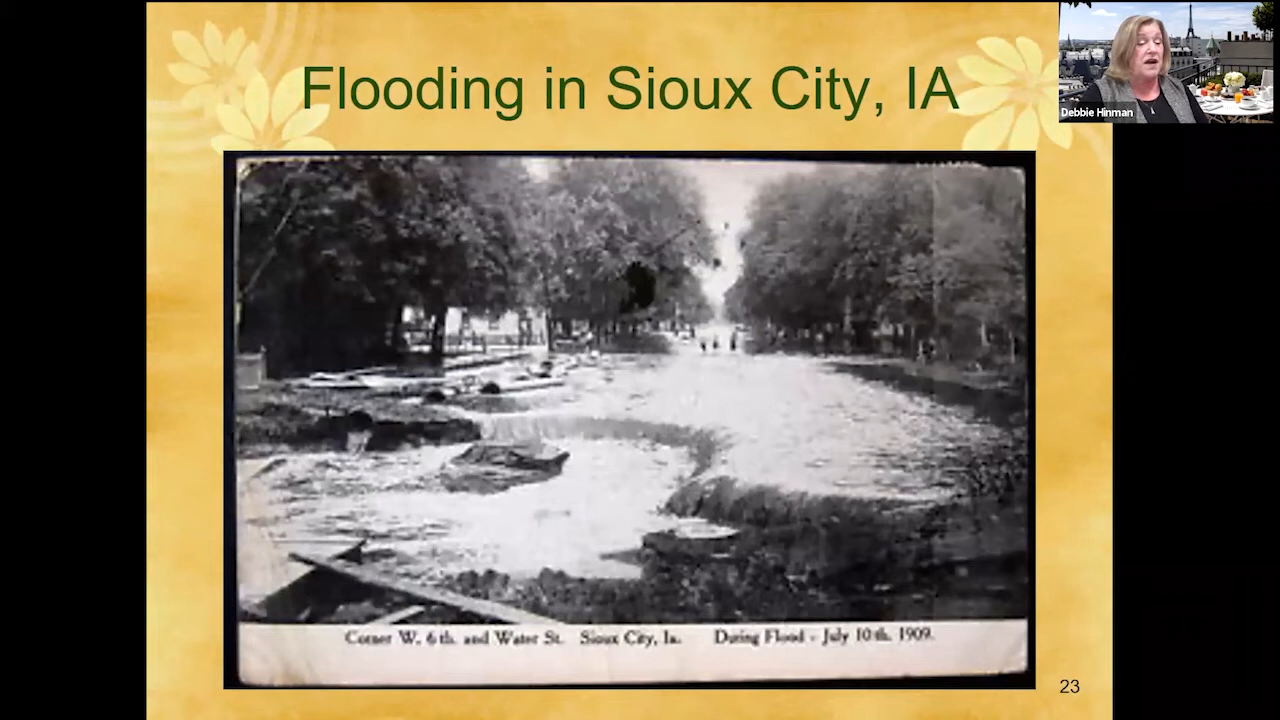 Flooding in Sioux City, IA
Debbie Hinman
Corner W. 6th. and Water St. Sioux City, Ia. During Flood - July 10th. 1909.
23